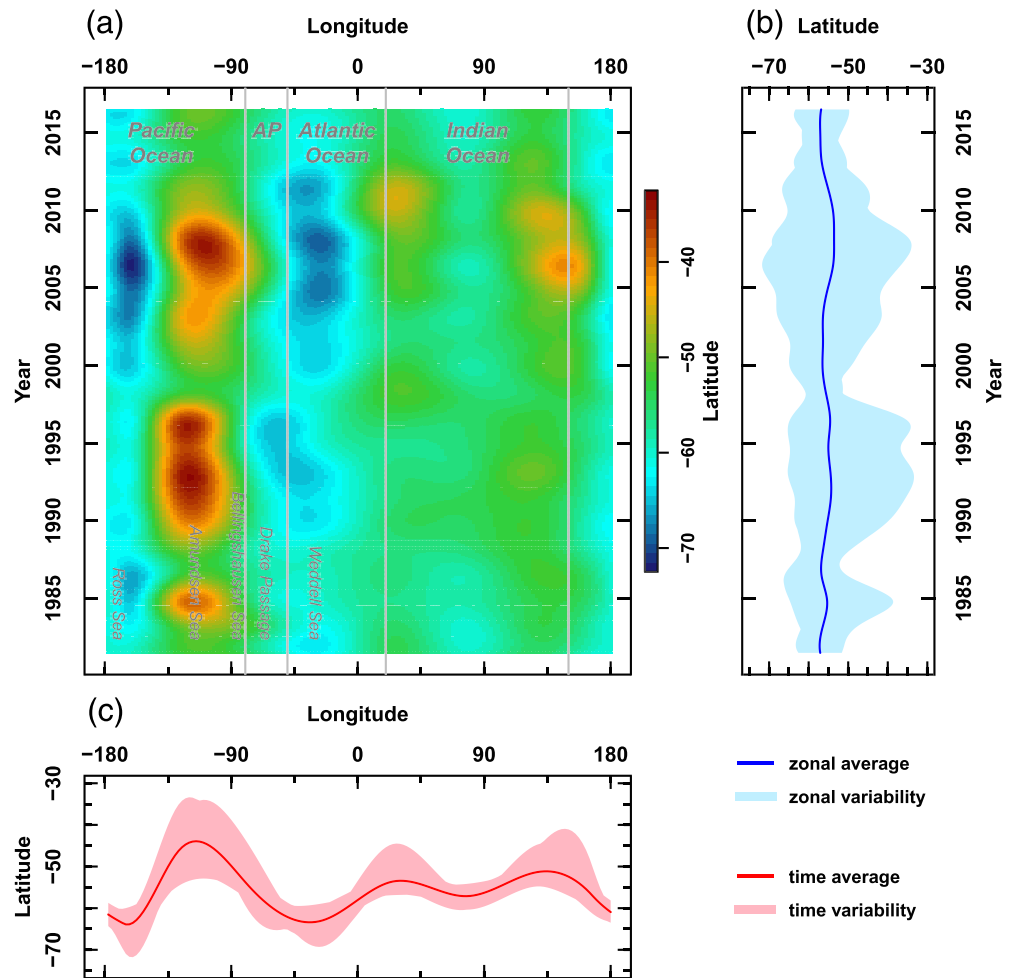 (a)
Longitude
−180 −90 0 90 180
Year
2015
2010
2005
2000
1995
1990
1985
Pacific
Ocean
AP
Atlantic
Ocean
Indian
Ocean
Ross Sea
Amundsen Sea
Bellingshausen Sea
Drake Passage
Weddell Sea
−40
−50
−60
−70
Latitude
(b) Latitude
−70 −50 −30
2015
2010
2005
2000
1995
1990
1985
Year
(c)
Longitude
−180 −90 0 90 180
Latitude
−30
−50
−70
zonal average
zonal variability
time average
time variability